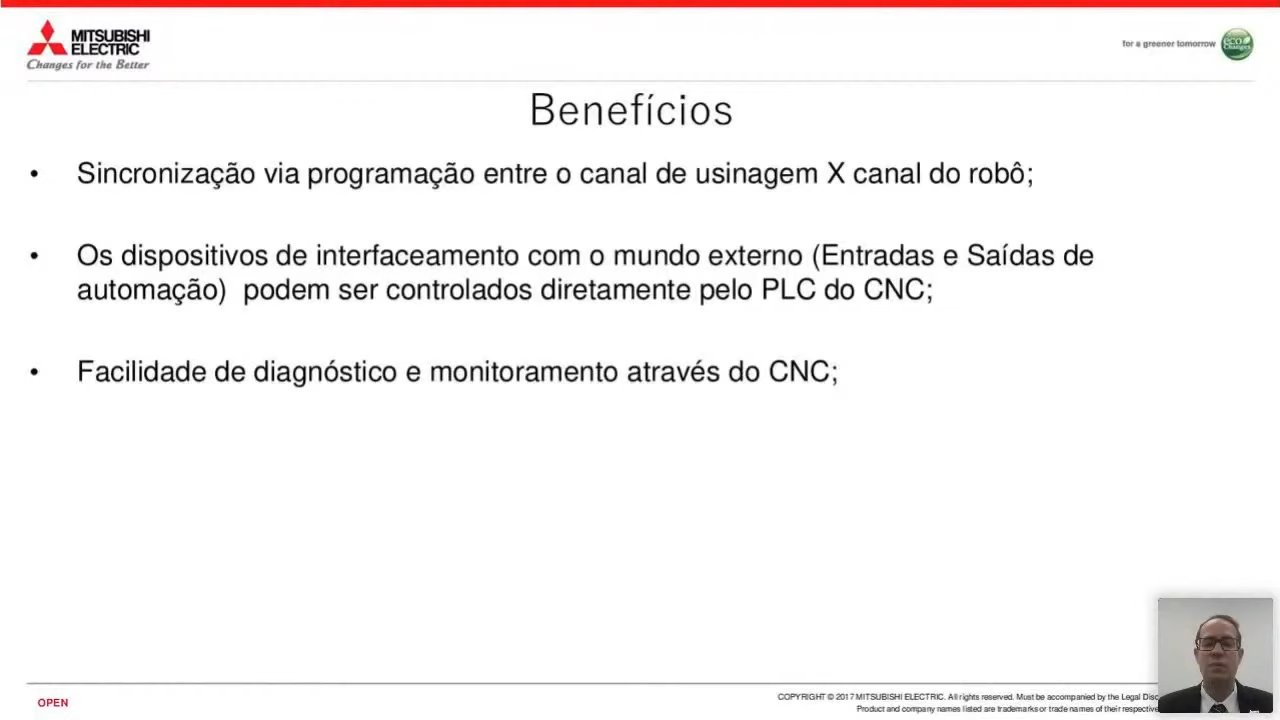 MITSUBISHI
ELECTRIC
Changes for the Better
for a greener tomorrow
eco
Changes
Benefícios
• Sincronização via programação entre o canal de usinagem X canal do robô;
• Os dispositivos de interfaceamento com o mundo externo (Entradas e Saídas de
automação) podem ser controlados diretamente pelo PLC do CNC;
• Facilidade de diagnóstico e monitoramento através do CNC;
OPEN
COPYRIGHT © 2017 MITSUBISHI ELECTRIC. All rights reserved. Must be accompanied by the Legal
Product and company names listed are trademarks or trade names of their respective